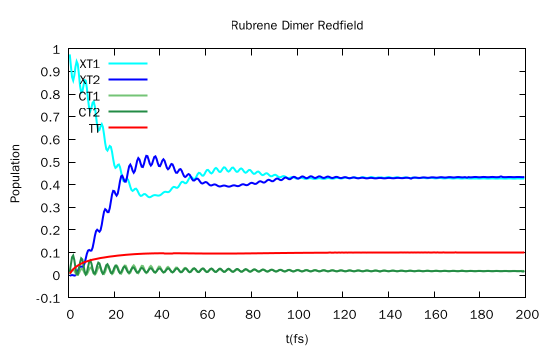 Rubrene Dimer Redfield
1
0.9
0.8
0.7
0.6
0.5
0.4
0.3
0.2
0.1
0
-0.1
Population
XT1
XT2
CT1
CT2
TT
0 20 40 60 80 100 120 140 160 180 200
t(fs)